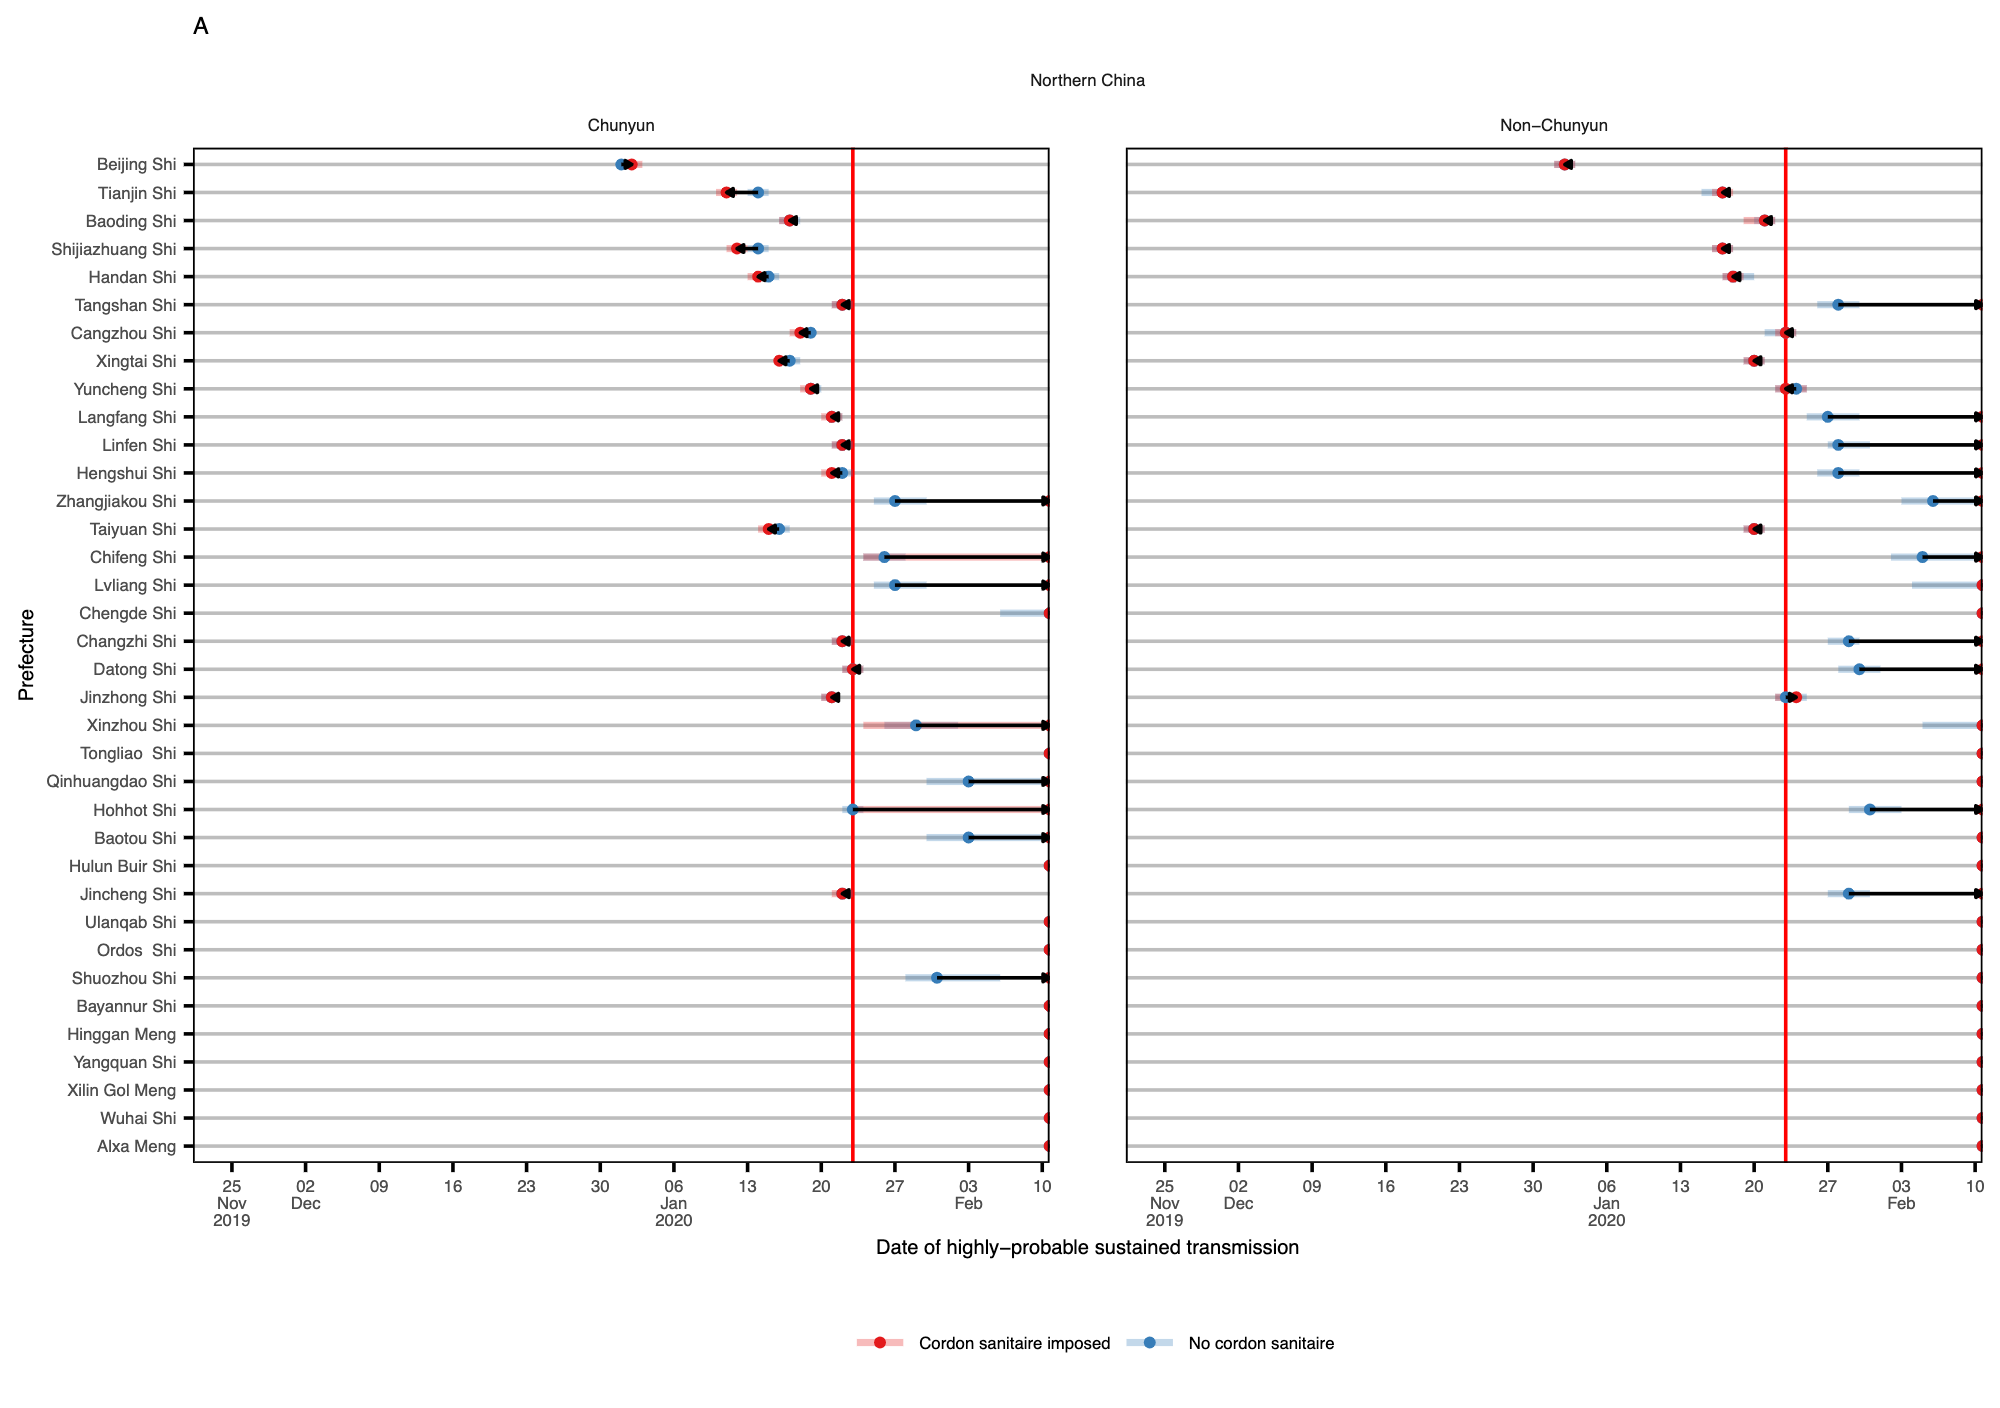 A
Northern China
Chunyun
Non−Chunyun
Prefecture
Beijing Shi
Tianjin Shi
Baoding Shi
Shijiazhuang Shi
Handan Shi
Tangshan Shi
Cangzhou Shi
Xingtai Shi
Yuncheng Shi
Langfang Shi
Linfen Shi
Hengshui Shi
Zhangjiakou Shi
Taiyuan Shi
Chifeng Shi
Lvliang Shi
Chengde Shi
Changzhi Shi
Datong Shi
Jinzhong Shi
Xinzhou Shi
Tongliao  Shi
Qinhuangdao Shi
Hohhot Shi
Baotou Shi
Hulun Buir Shi
Jincheng Shi
Ulanqab Shi
Ordos  Shi
Shuozhou Shi
Bayannur Shi
Hinggan Meng
Yangquan Shi
Xilin Gol Meng
Wuhai Shi
Alxa Meng
25 02 09 16 23 30 06 13 20 27 03 10
Nov Dec Jan Feb
2019 2020
25 02 09 16 23 30 06 13 20 27 03 10
Nov Dec Jan Feb
2019 2020
Date of highly−probable sustained transmission
Cordon sanitaire imposed
No cordon sanitaire